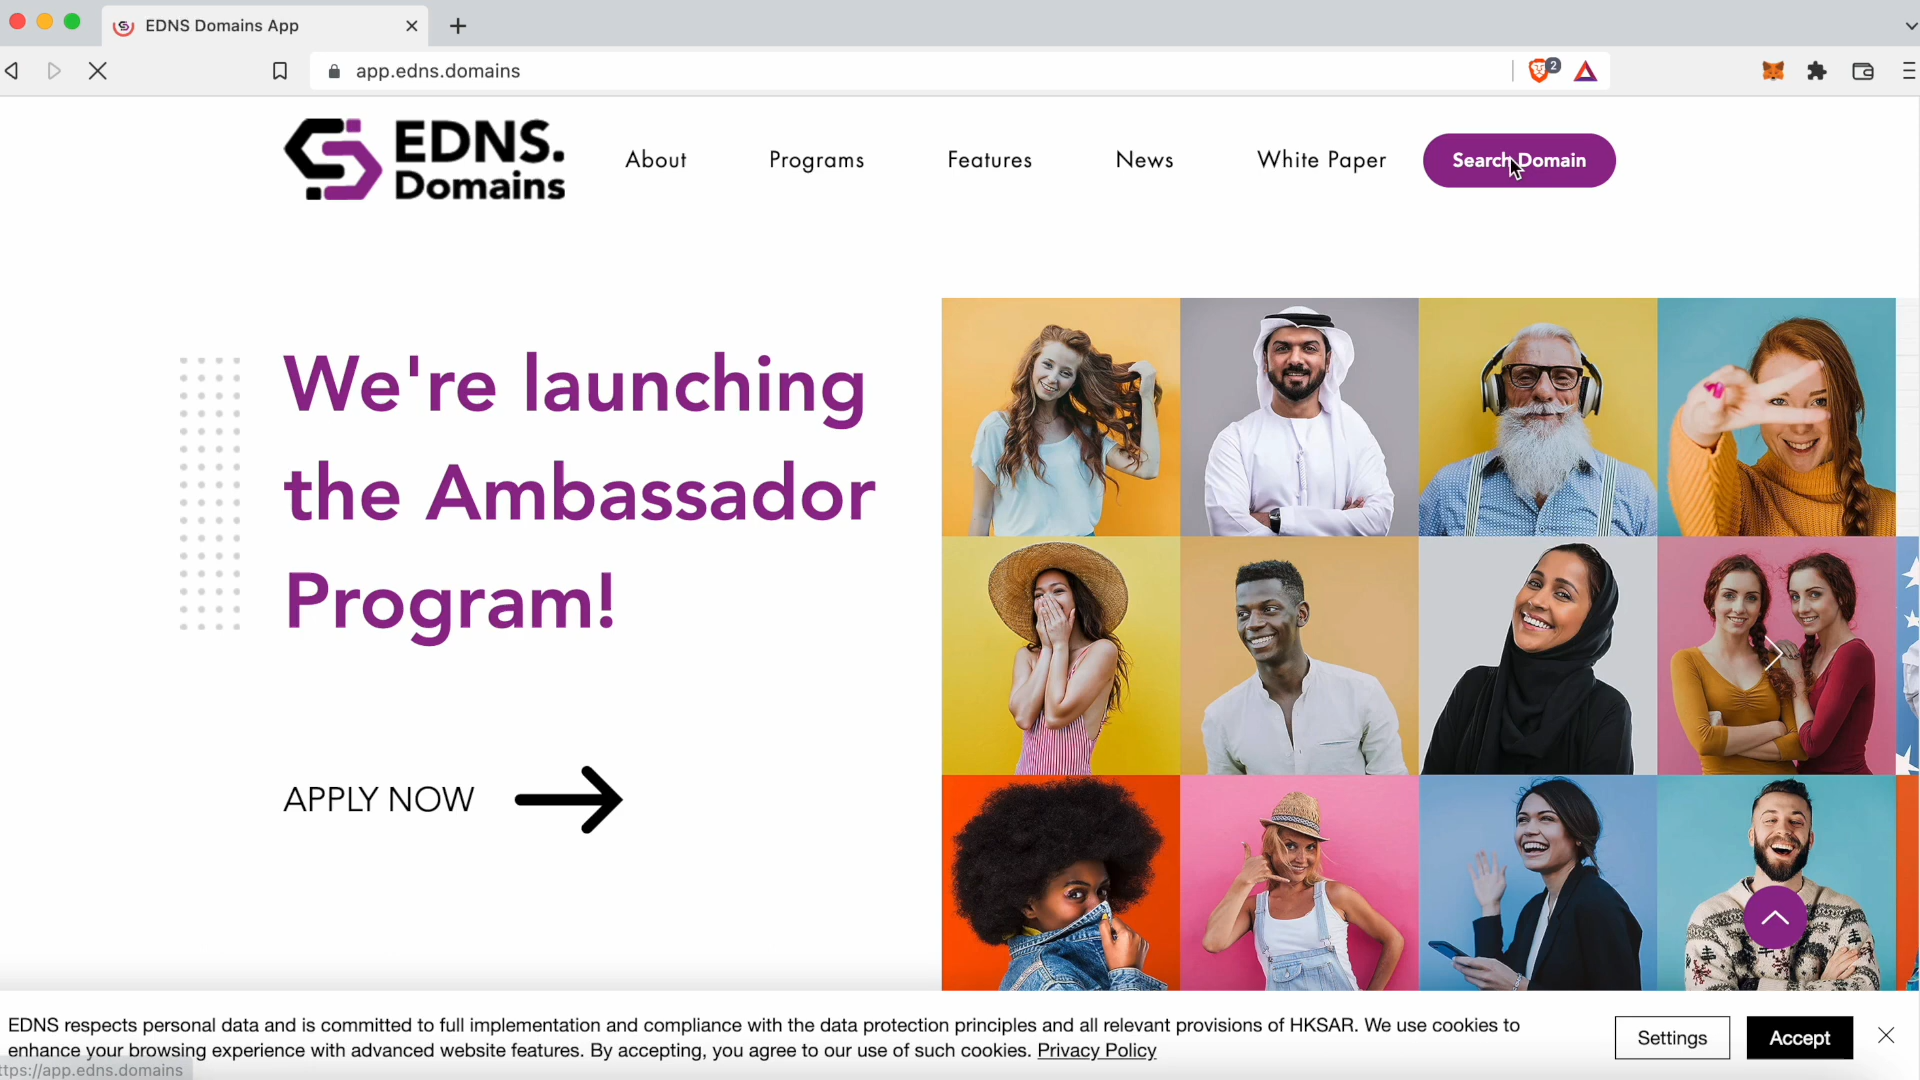 EDNS Domains App
app.edns.domains
2
EDNS.
Domains
About
Programs
Features
News
White Paper
Search Domain
We're launching
the Ambassador
Program!
APPLY NOW
EDNS respects personal data and is committed to full implementation and compliance with the data protection principles and all relevant provisions of HKSAR. We use cookies to
enhance your browsing experience with advanced website features. By accepting, you agree to our use of such cookies. Privacy Policy
Settings
Accept
ttps://app.edns.domains